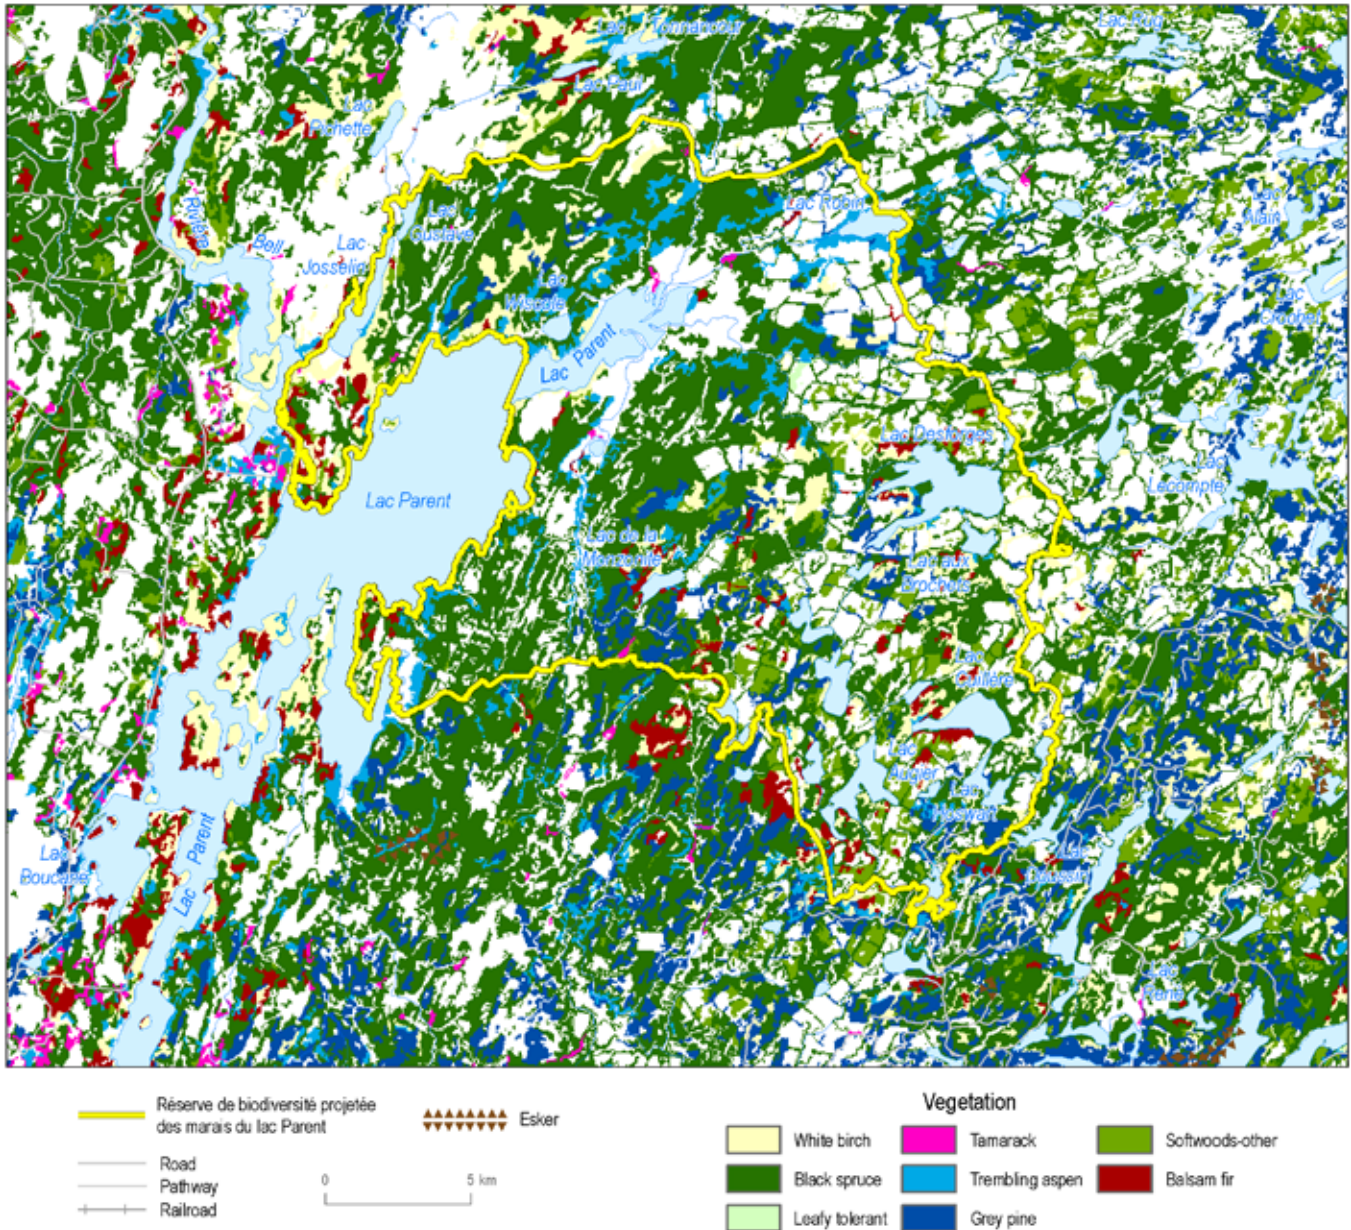 Lac Tonnancour
Lac Rug
Lac Paul
Lac
Pichette
Lac Robin
Lac
Alain
Rivière
Bell
Lac
Gustave
Lac
Josselin
Lac
Wiscote
Lac
Crochet
Lac Parent
Lac Desforges
Lac
Lecompte
Lac Parent
Lac de la
Lac aux
Brochets
Lac
Cuillère
Lac
Augier
Lac
Lac
Lac
Boucane
Lac Parent
Lac
René
Réserve de biodiversité projetée
des marais du lac Parent
Esker
Road
Pathway
Railroad
0 5 km
Vegetation
White birch
Tamarack
Softwoods-other
Black spruce
Trembling aspen
Balsam fir
Leafy tolerant
Grey pine